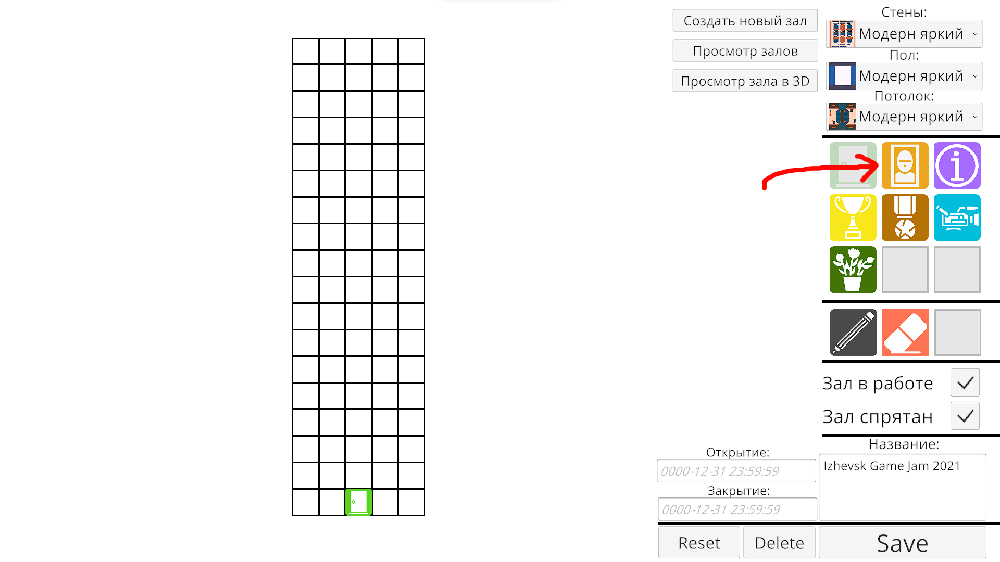 Создать новый зал
Просмотр залов
Просмотр зала в 3D
Стены:
Модерн яркий
Пол:
Модерн яркий
Потолок:
Модерн яркий
Зал в работе
Зал спрятан
Открытие:
0000-12-31 23:59:59
Закрытие:
0000-12-31 23:59:59
Название:
Izhevsk Game Jam 2021
Reset
Delete
Save